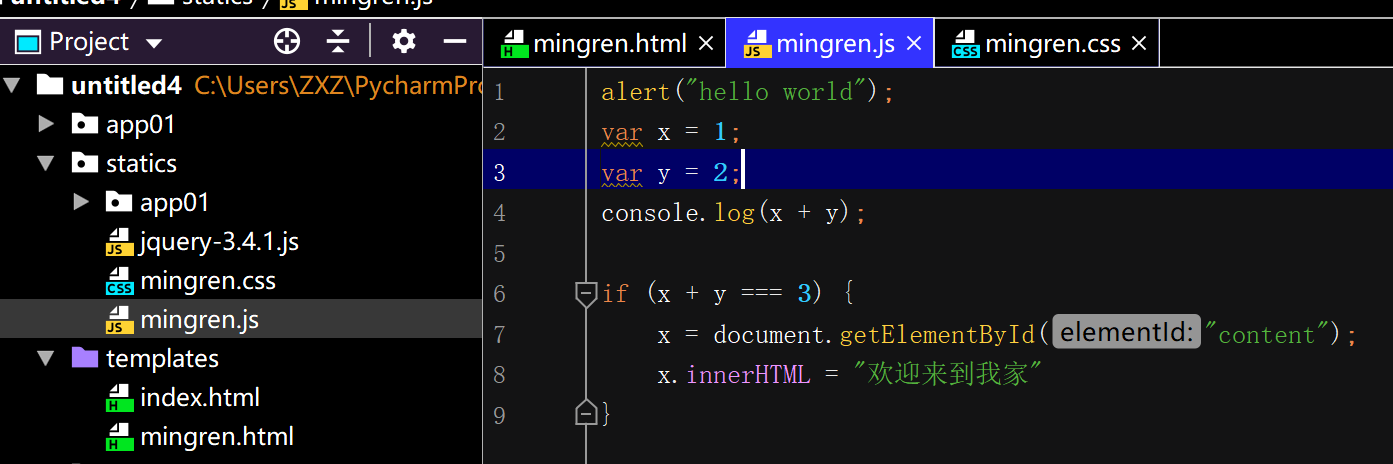 untitled4 / statics / mingren.js
Project
mingren.html
mingren.js
mingren.css
untitled4 C:\Users\ZXZ\PycharmPro
app01
statics
app01
jquery-3.4.1.js
mingren.css
mingren.js
templates
index.html
mingren.html
1 alert("hello world");
2 var x = 1;
3 var y = 2;
4 console.log(x + y);
5
6 if (x + y === 3) {
7 x = document.getElementById( elementId: "content");
8 x.innerHTML = "欢迎来到我家"
9 }